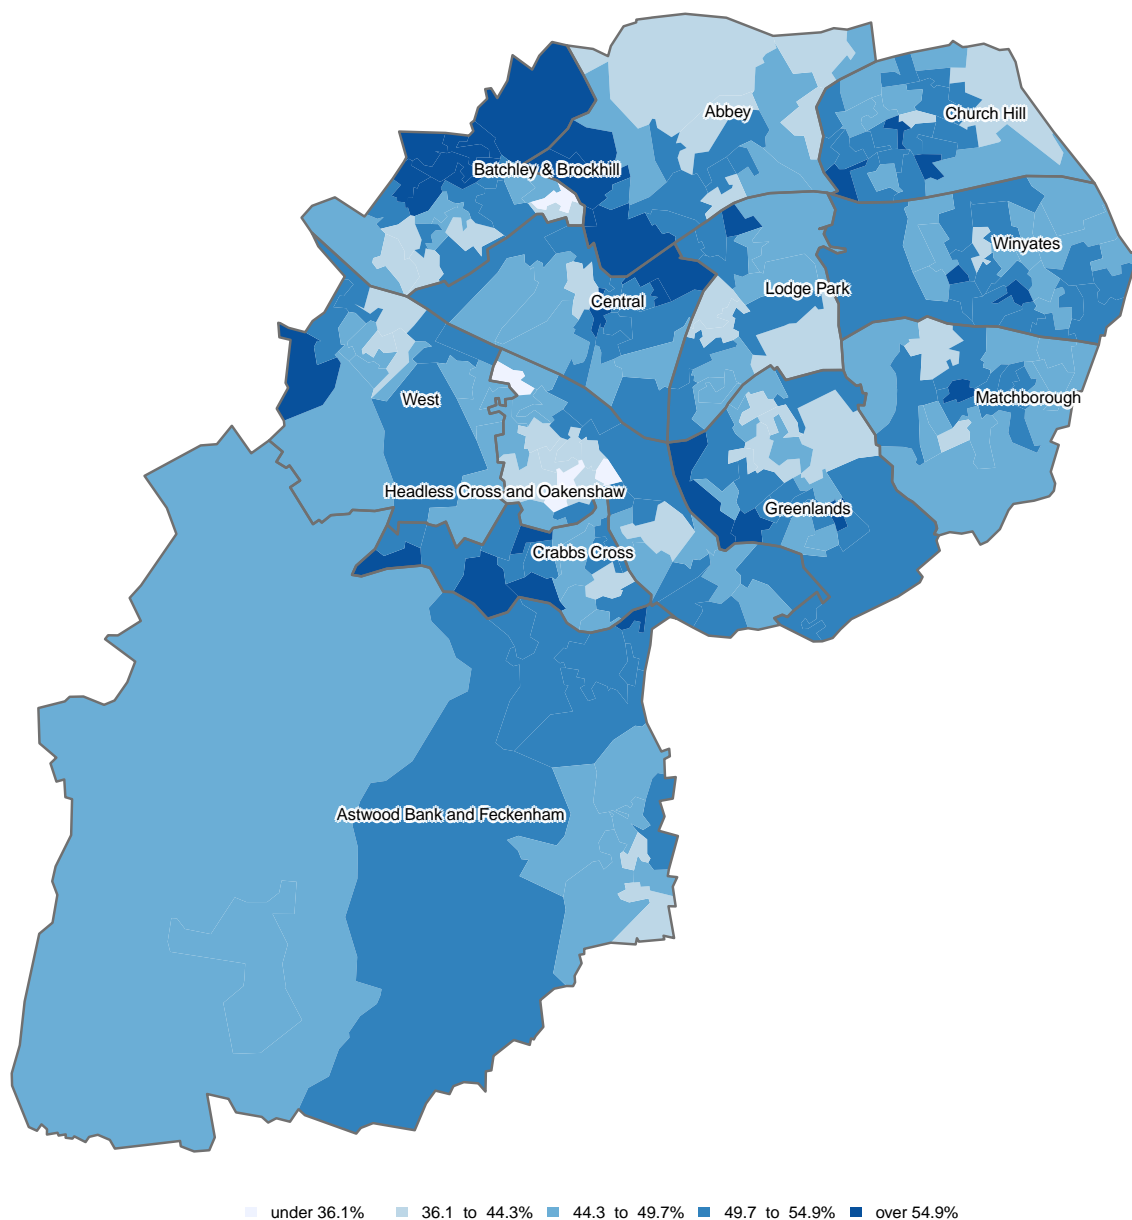 Abbey
Church Hill
Batchley & Brockhill
Winyates
Lodge Park
Central
West
Matchborough
Headless Cross and Oakenshaw
Greenlands
Crabbs Cross
Astwood Bank and Feckenham
under 36.1% 36.1 to 44.3% 44.3 to 49.7% 49.7 to 54.9% over 54.9%